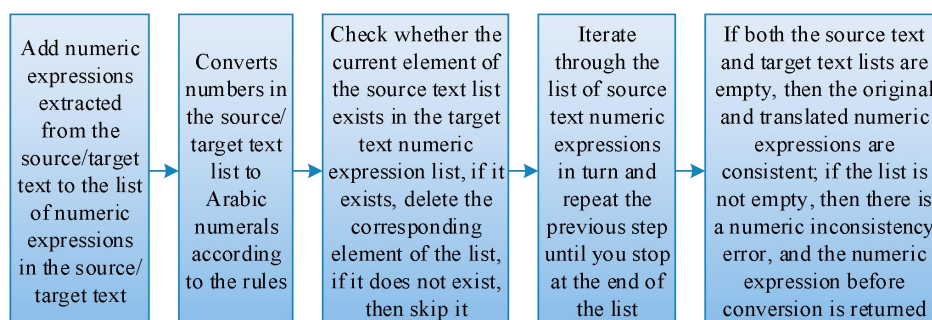 Add numeric
expressions
extracted
from the
source/target
text to the list
of numeric
expressions
in the source/
target text
Converts
numbers in
the source/
target text
list to
Arabic
numerals
according
to the rules
Check whether the
current element of
the source text list
exists in the target
text numeric
expression list, if it
exists, delete the
corresponding
element of the list,
if it does not exist,
then skip it
Iterate
through the
list of source
text numeric
expressions
in turn and
repeat the
previous step
until you stop
at the end of
the list
If both the source text
and target text lists are
empty, then the original
and translated numeric
expressions are
consistent; if the list is
not empty, then there is
a numeric inconsistency
error, and the numeric
expression before
conversion is returned